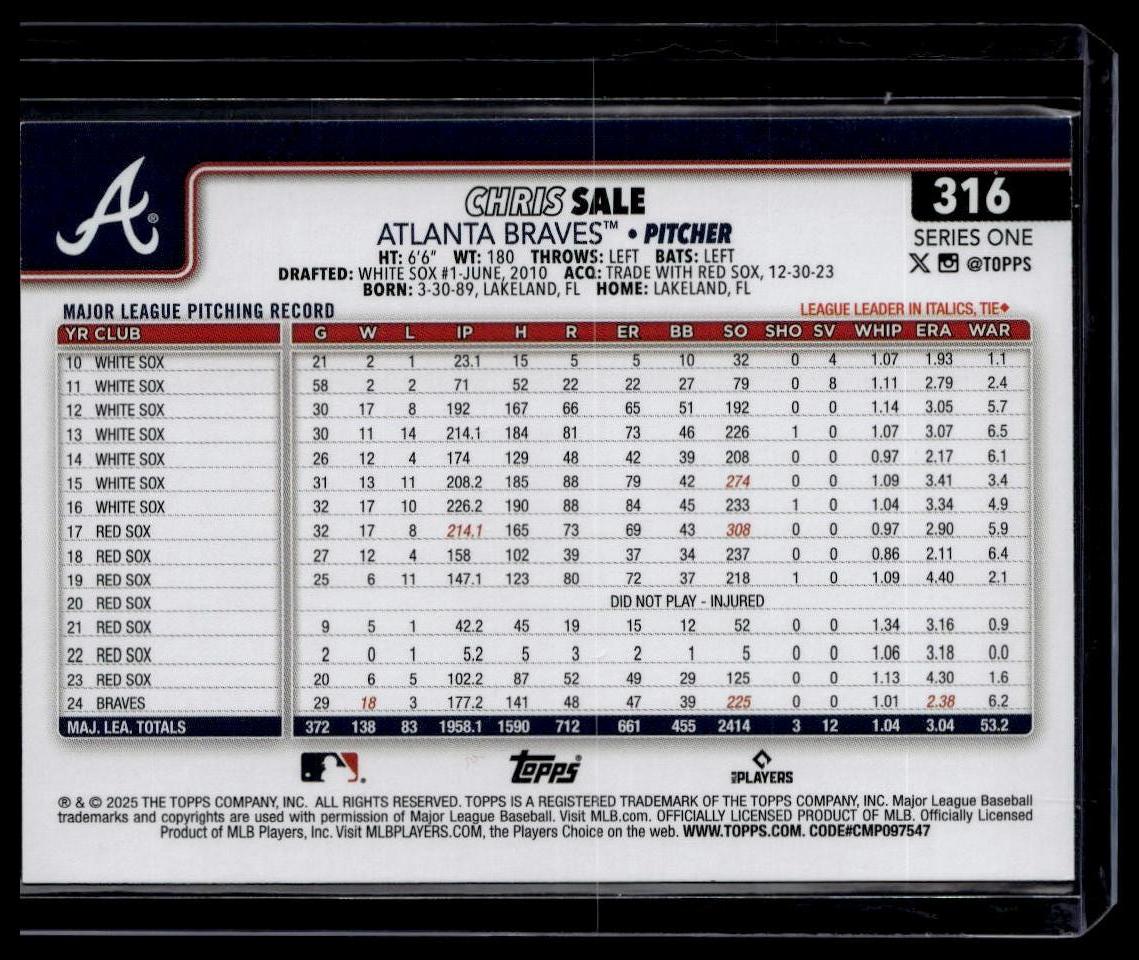 A®
CHRIS SALE
ATLANTA BRAVES™ • PITCHER
HT: 6'6" WT: 180 THROWS: LEFT BATS: LEFT
DRAFTED: WHITE SOX #1-JUNE, 2010 ACQ: TRADE WITH RED SOX, 12-30-23
BORN: 3-30-89, LAKELAND, FL HOME: LAKELAND, FL
316
SERIES ONE
X @TOPPS
MAJOR LEAGUE PITCHING RECORD LEAGUE LEADER IN ITALICS, TIE◆
YR CLUB G W L IP H R ER BB SO SHO SV WHIP ERA WAR
10 WHITE SOX 21 2 1 23.1 15 5 5 10 32 0 4 1.07 1.93 1.1
11 WHITE SOX 58 2 2 71 52 22 22 27 79 0 8 1.11 2.79 2.4
12 WHITE SOX 30 17 8 192 167 66 65 51 192 0 0 1.14 3.05 5.7
13 WHITE SOX 30 11 14 214.1 184 81 73 46 226 1 0 1.07 3.07 6.5
14 WHITE SOX 26 12 4 174 129 48 42 39 208 0 0 0.97 2.17 6.1
15 WHITE SOX 31 13 11 208.2 185 88 79 42 274 0 0 1.09 3.41 3.4
16 WHITE SOX 32 17 10 226.2 190 88 84 45 233 1 0 1.04 3.34 4.9
17 RED SOX 32 17 8 214.1 165 73 69 43 308 0 0 0.97 2.90 5.9
18 RED SOX 27 12 4 158 102 39 37 34 237 0 0 0.86 2.11 6.4
19 RED SOX 25 6 11 147.1 123 80 72 37 218 1 0 1.09 4.40 2.1
20 RED SOX DID NOT PLAY - INJURED
21 RED SOX 9 5 1 42.2 45 19 15 12 52 0 0 1.34 3.16 0.9
22 RED SOX 2 0 1 5.2 5 3 2 1 5 0 0 1.06 3.18 0.0
23 RED SOX 20 6 5 102.2 87 52 49 29 125 0 0 1.13 4.30 1.6
24 BRAVES 29 18 3 177.2 141 48 47 39 225 0 0 1.01 2.38 6.2
MAJ. LEA. TOTALS 372 138 83 1958.1 1590 712 661 455 2414 3 12 1.04 3.04 53.2
Topps® MLB PLAYERS
® & © 2025 THE TOPPS COMPANY, INC. ALL RIGHTS RESERVED. TOPPS IS A REGISTERED TRADEMARK OF THE TOPPS COMPANY, INC. Major League Baseball
trademarks and copyrights are used with permission of Major League Baseball. Visit MLB.com. OFFICIALLY LICENSED PRODUCT OF MLB. Officially Licensed
Product of MLB Players, Inc. Visit MLBPLAYERS.COM, the Players Choice on the web. WWW.TOPPS.COM. CODE#CMP097547